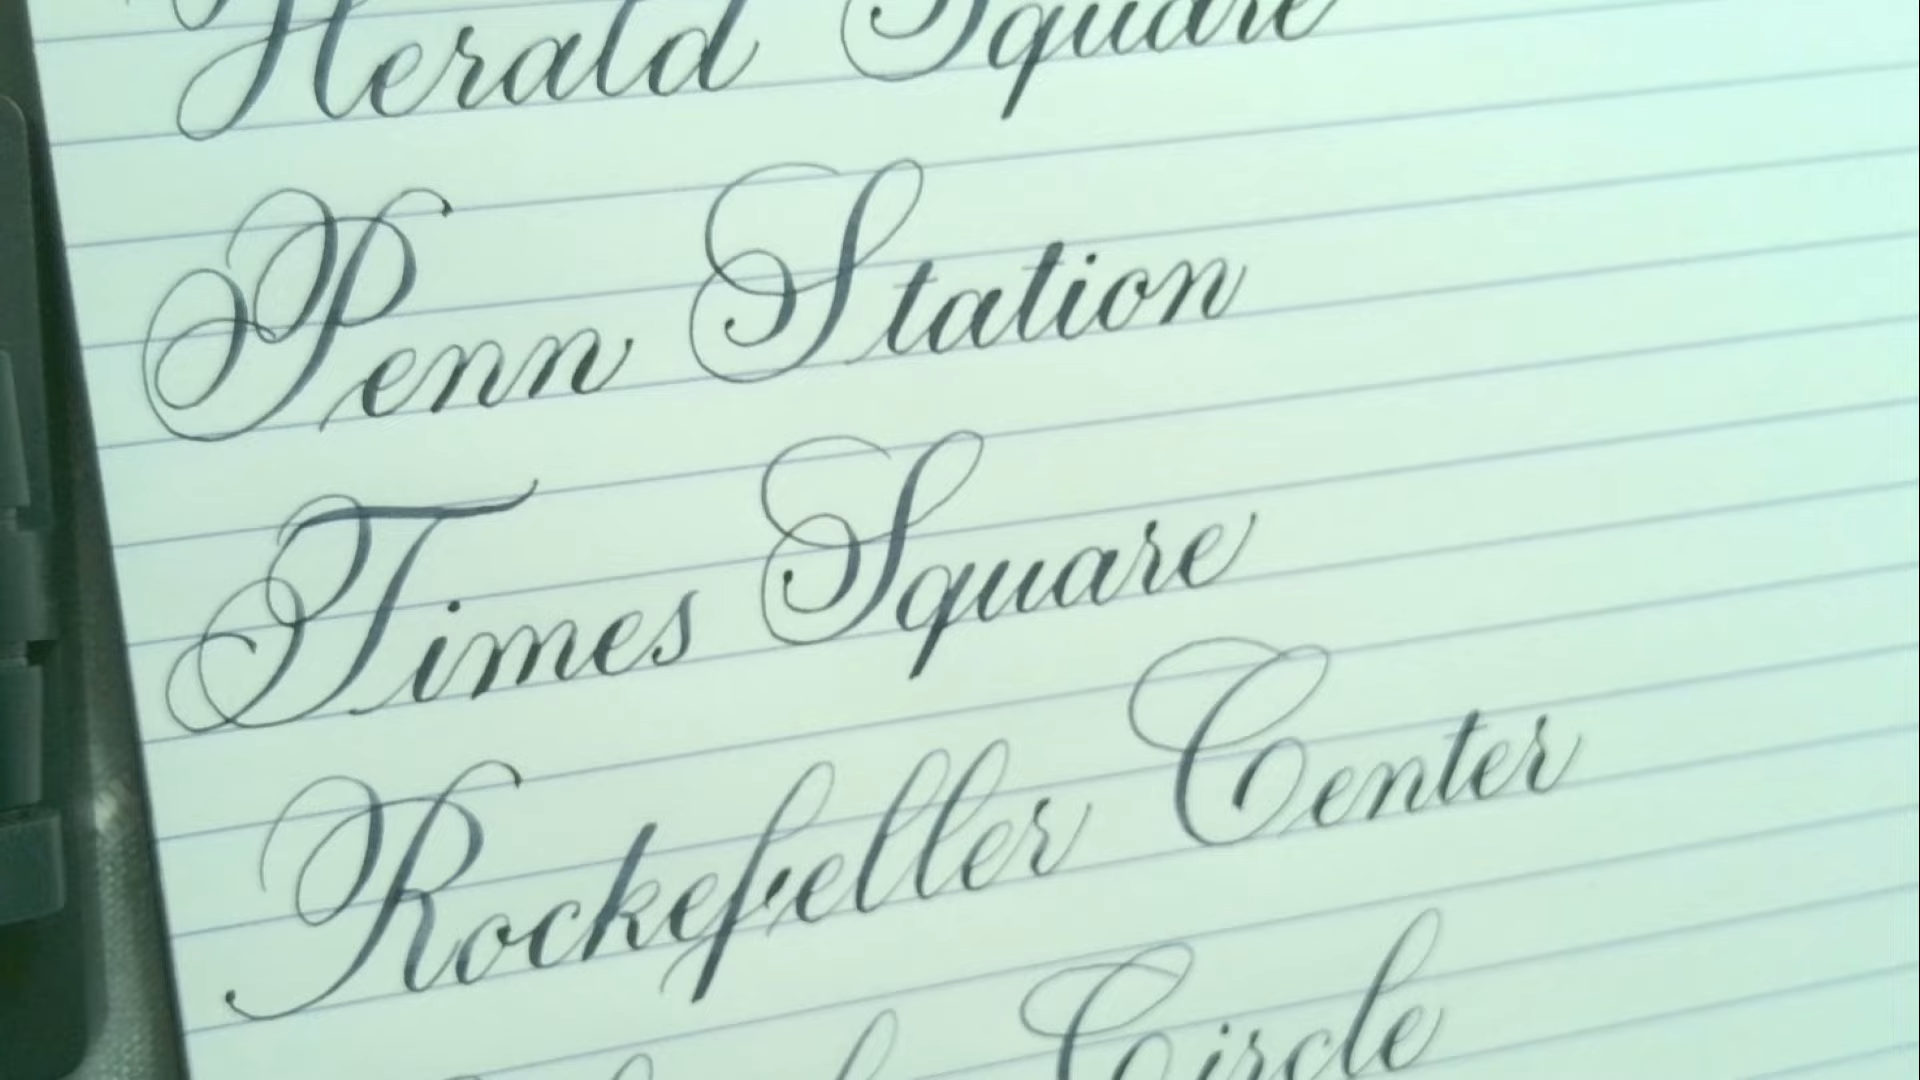 Herald Square
Penn Station
Times Square
Rockefeller Center
Circle